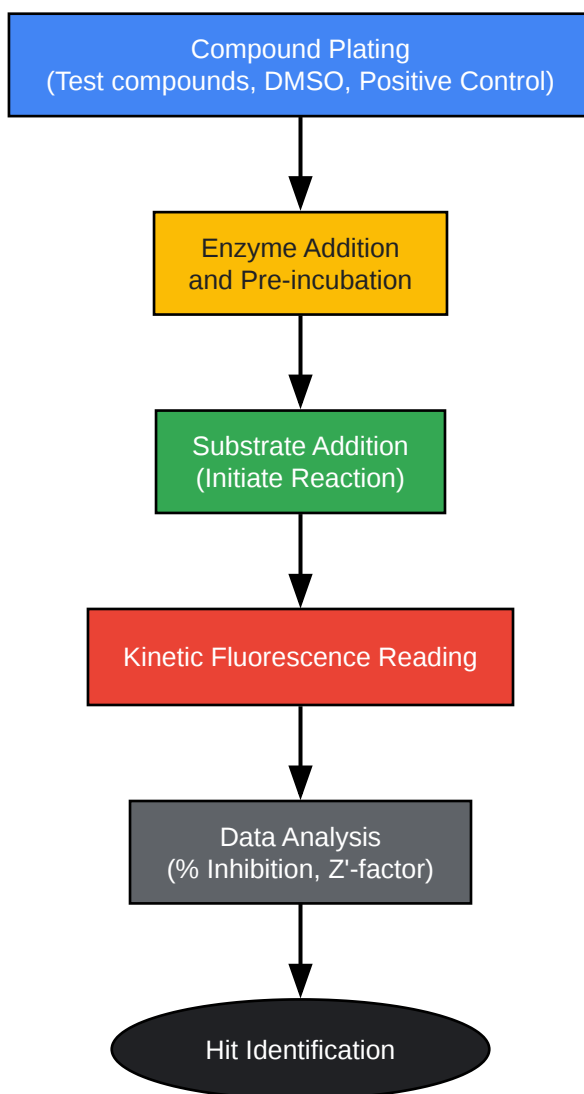 Compound Plating
(Test compounds, DMSO, Positive Control)
Enzyme Addition
and Pre-incubation
Substrate Addition
(Initiate Reaction)
Kinetic Fluorescence Reading
Data Analysis
(% Inhibition, Z'-factor)
Hit Identification